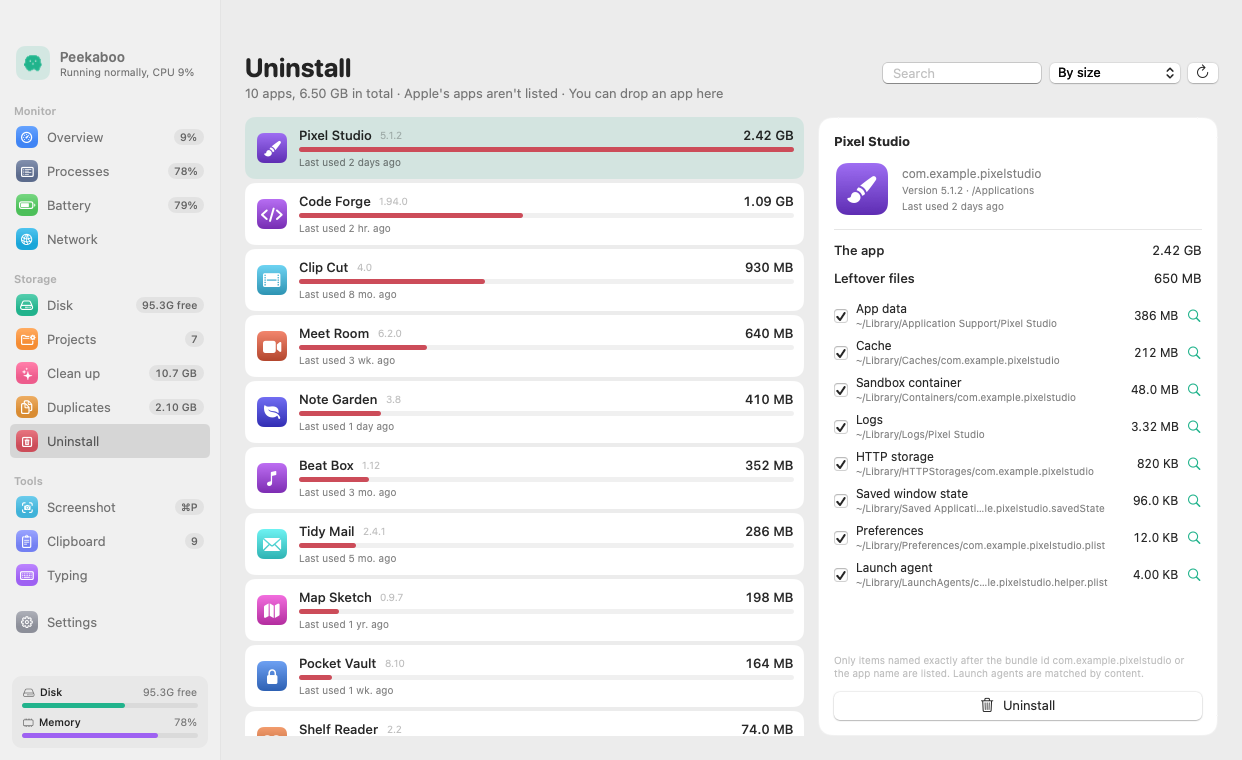 Peekaboo
Running normally, CPU 9%
Monitor
Overview 9%
Processes 78%
Battery 79%
Network
Storage
Disk 95.3G free
Projects 7
Clean up 10.7 GB
Duplicates 2.10 GB
Uninstall
Tools
Screenshot ⌘P
Clipboard 9
Typing
Settings
Disk 95.3G free
Memory 78%
Uninstall
10 apps, 6.50 GB in total · Apple's apps aren't listed · You can drop an app here
Search
By size
Pixel Studio 5.1.2 2.42 GB
Last used 2 days ago
Code Forge 1.94.0 1.09 GB
Last used 2 hr. ago
Clip Cut 4.0 930 MB
Last used 8 mo. ago
Meet Room 6.2.0 640 MB
Last used 3 wk. ago
Note Garden 3.8 410 MB
Last used 1 day ago
Beat Box 1.12 352 MB
Last used 3 mo. ago
Tidy Mail 2.4.1 286 MB
Last used 5 mo. ago
Map Sketch 0.9.7 198 MB
Last used 1 yr. ago
Pocket Vault 8.10 164 MB
Last used 1 wk. ago
Shelf Reader 2.2 74.0 MB
Pixel Studio
com.example.pixelstudio
Version 5.1.2 · /Applications
Last used 2 days ago
The app 2.42 GB
Leftover files 650 MB
App data 386 MB
~/Library/Application Support/Pixel Studio
Cache 212 MB
~/Library/Caches/com.example.pixelstudio
Sandbox container 48.0 MB
~/Library/Containers/com.example.pixelstudio
Logs 3.32 MB
~/Library/Logs/Pixel Studio
HTTP storage 820 KB
~/Library/HTTPStorages/com.example.pixelstudio
Saved window state 96.0 KB
~/Library/Saved Applicati...le.pixelstudio.savedState
Preferences 12.0 KB
~/Library/Preferences/com.example.pixelstudio.plist
Launch agent 4.00 KB
~/Library/LaunchAgents/c...le.pixelstudio.helper.plist
Only items named exactly after the bundle id com.example.pixelstudio or
the app name are listed. Launch agents are matched by content.
Uninstall